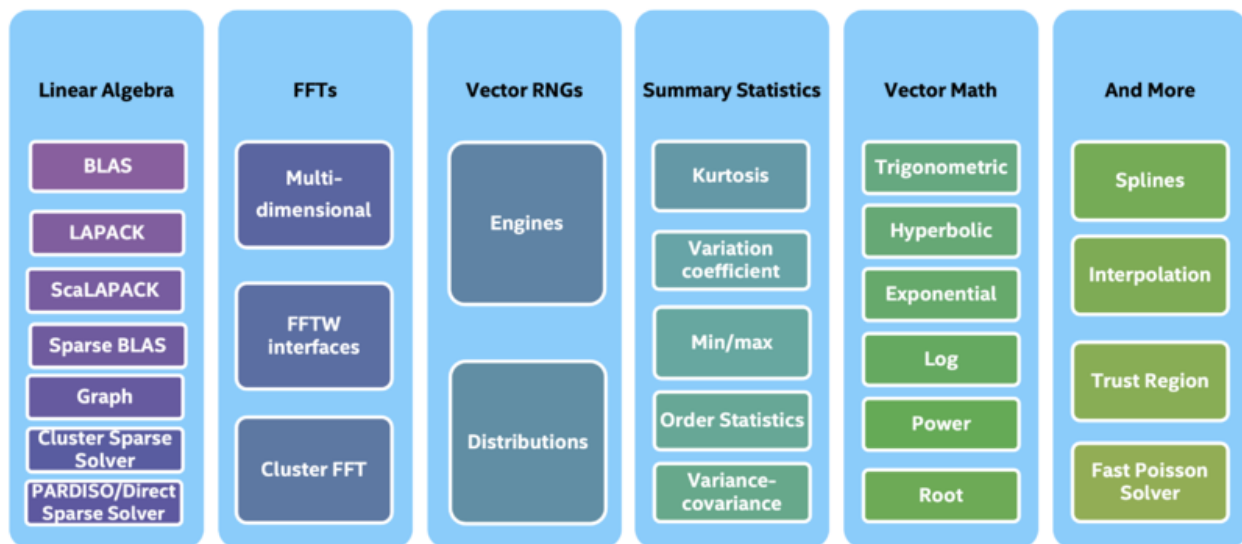 Linear Algebra
BLAS
LAPACK
ScaLAPACK
Sparse BLAS
Graph
Cluster Sparse
Solver
PARDISO/Direct
Sparse Solver
FFTs
Multi-
dimensional
FFTW
interfaces
Cluster FFT
Vector RNGs
Engines
Distributions
Summary Statistics
Kurtosis
Variation
coefficient
Min/max
Order Statistics
Variance-
covariance
Vector Math
Trigonometric
Hyperbolic
Exponential
Log
Power
Root
And More
Splines
Interpolation
Trust Region
Fast Poisson
Solver